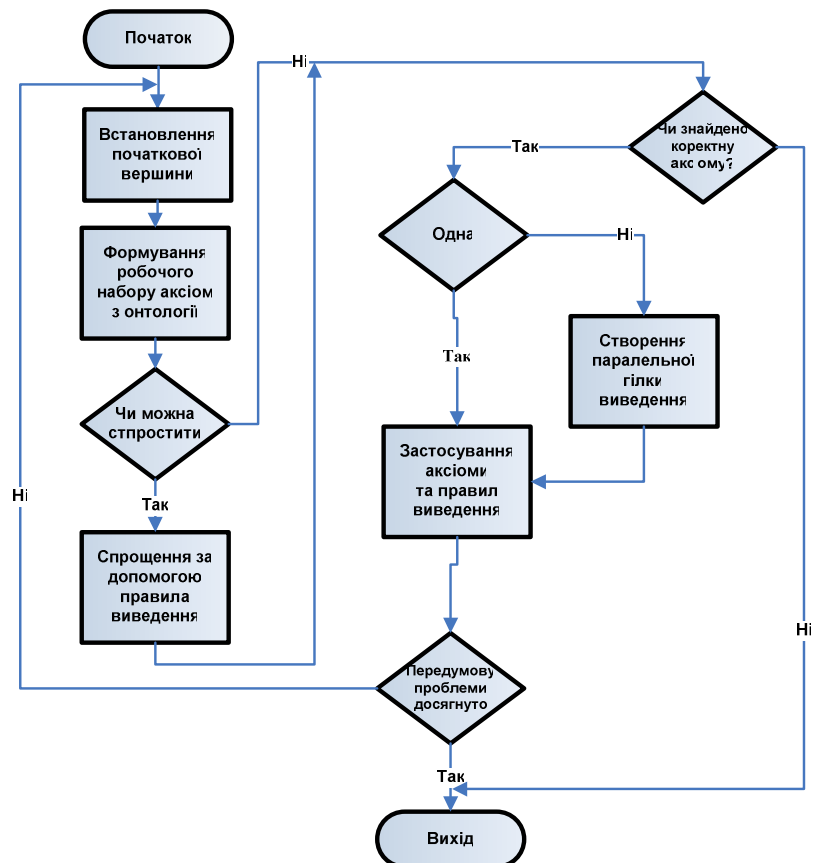 Початок
Встановлення
початкової
вершини
Формування
робочого
набору аксіом
з онтології
Чи можна
стпростити
Ні
Так
Спрощення за
допомогою
правила
виведення
Чи знайдено
коректну
аксіому?
Так
Ні
Одна
Ні
Так
Створення
паралельної
гілки
виведення
Застосування
аксіоми
та правил
виведення
Передумову
проблеми
досягнуто
Ні
Так
Вихід